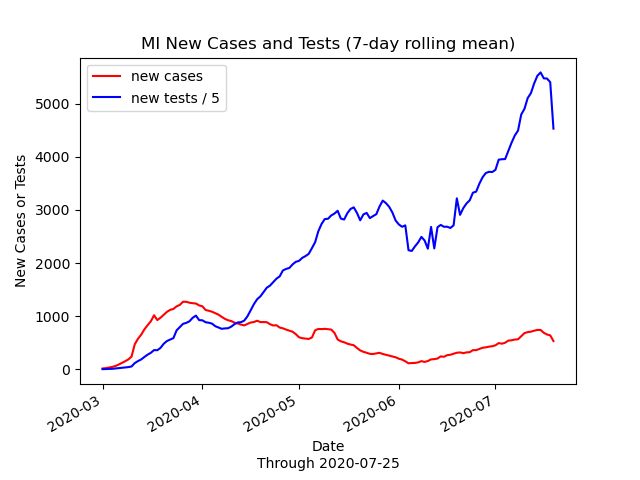 MI New Cases and Tests (7-day rolling mean)
new cases
new tests / 5
New Cases or Tests
5000
4000
3000
2000
1000
0
2020-03
2020-04
2020-05
2020-06
2020-07
Date
Through 2020-07-25